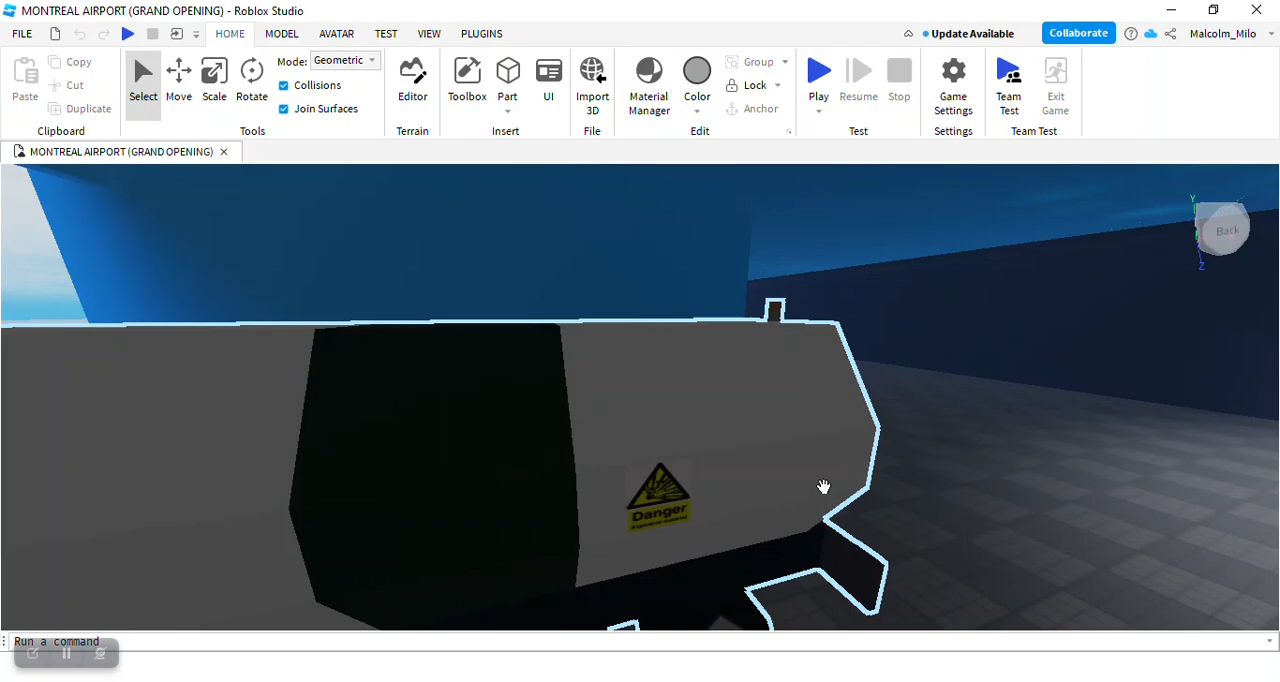 MONTREAL AIRPORT (GRAND OPENING) - Roblox Studio
FILE HOME MODEL AVATAR TEST VIEW PLUGINS Update Available Collaborate Malcolm_Milo
Paste Copy Cut Duplicate
Clipboard
Select Move Scale Rotate Mode: Geometric
Collisions
Join Surfaces
Tools
Editor
Terrain
Toolbox Part UI
Insert
Import 3D
File
Material Manager Color Group Lock Anchor
Edit
Play Resume Stop
Test
Game Settings
Settings
Team Test Exit Game
Team Test
MONTREAL AIRPORT (GRAND OPENING)
Y
Back
Z
Danger
Run a command